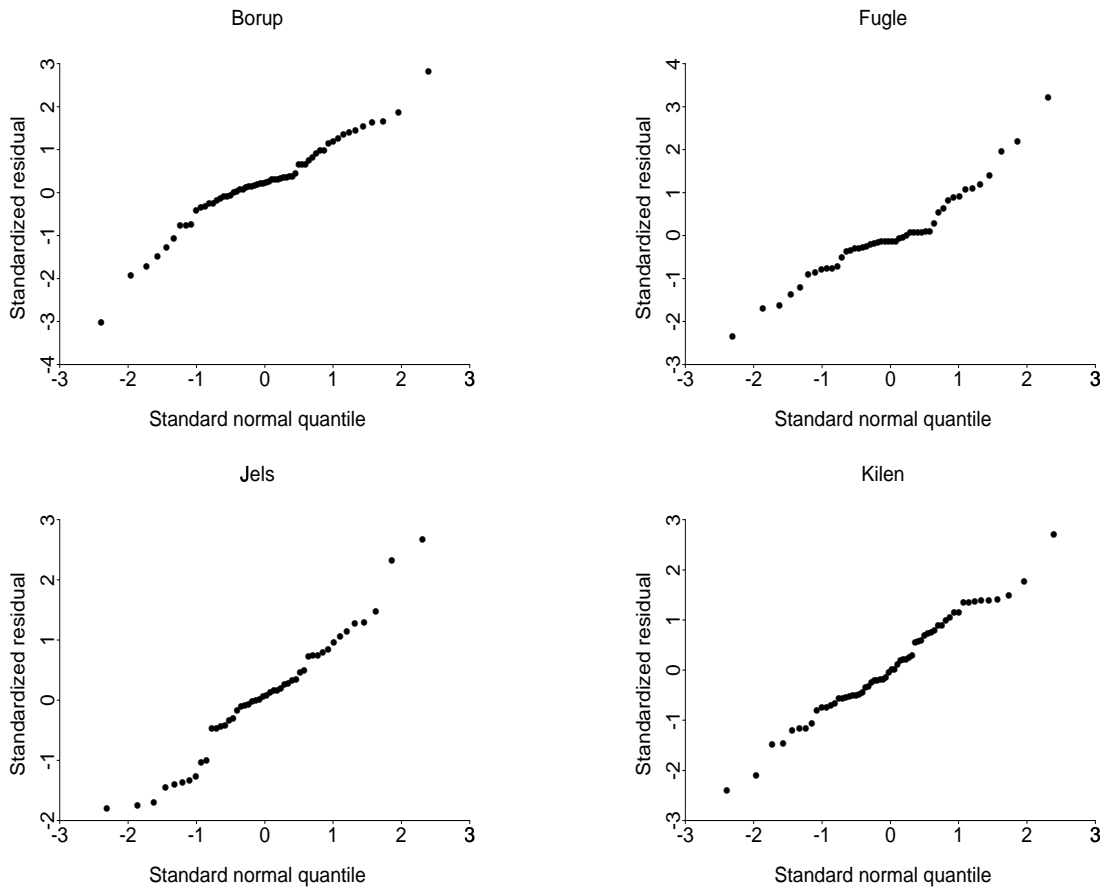 Borup
Standardized residual
3
2
1
0
-1
-2
-3
-4
-3 -2 -1 0 1 2 3
Standard normal quantile
Fugle
Standardized residual
4
3
2
1
0
-1
-2
-3
-3 -2 -1 0 1 2 3
Standard normal quantile
Jels
Standardized residual
3
2
1
0
-1
-2
-3 -2 -1 0 1 2 3
Standard normal quantile
Kilen
Standardized residual
3
2
1
0
-1
-2
-3
-3 -2 -1 0 1 2 3
Standard normal quantile